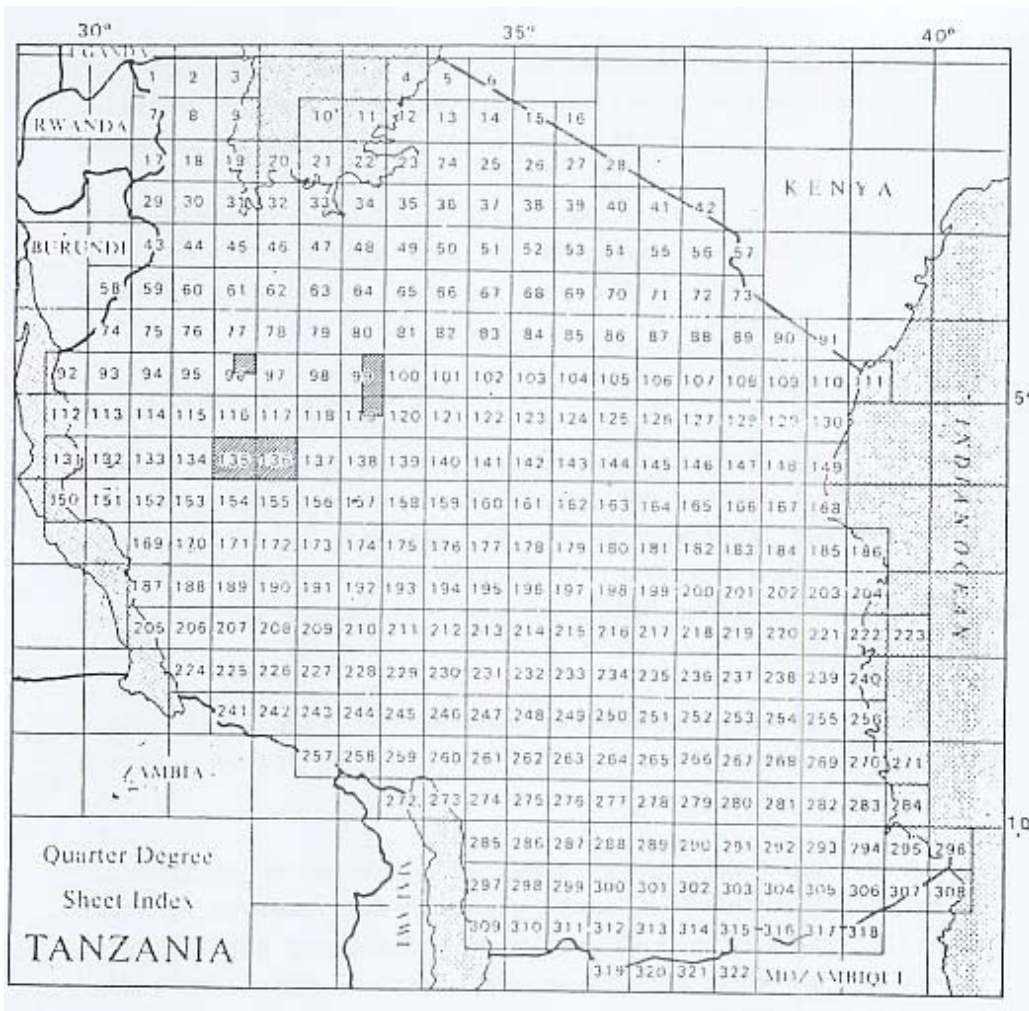 30° 35° 40°
UGANDA
1 2 3 4 5 6
RWANDA 7 8 9 10 11 12 13 14 15 16
17 18 19 20 21 22 23 24 25 26 27 28
KENYA
29 30 31 32 33 34 35 36 37 38 39 40 41 42
BURUNDI 43 44 45 46 47 48 49 50 51 52 53 54 55 56 57
58 59 60 61 62 63 64 65 66 67 68 69 70 71 72 73
74 75 76 77 78 79 80 81 82 83 84 85 86 87 88 89 90 91
92 93 94 95 96 97 98 99 100 101 102 103 104 105 106 107 108 109 110 111
5°
112 113 114 115 116 117 118 119 120 121 122 123 124 125 126 127 128 129 130
131 132 133 134 135 136 137 138 139 140 141 142 143 144 145 146 147 148 149
INDIAN OCEAN
150 151 152 153 154 155 156 157 158 159 160 161 162 163 164 165 166 167 168
169 170 171 172 173 174 175 176 177 178 179 180 181 182 183 184 185 186
187 188 189 190 191 192 193 194 195 196 197 198 199 200 201 202 203 204
205 206 207 208 209 210 211 212 213 214 215 216 217 218 219 220 221 222 223
224 225 226 227 228 229 230 231 232 233 234 235 236 237 238 239 240
241 242 243 244 245 246 247 248 249 250 251 252 253 254 255 256
257 258 259 260 261 262 263 264 265 266 267 268 269 270 271
ZAMBIA
272 273 274 275 276 277 278 279 280 281 282 283 284
10
285 286 287 288 289 290 291 292 293 794 295 296
297 298 299 300 301 302 303 304 305 306 307 308
309 310 311 312 313 314 315 316 317 318
319 320 321 322 MOZAMBIQUE
MALAWI
Quarter Degree
Sheet Index
TANZANIA